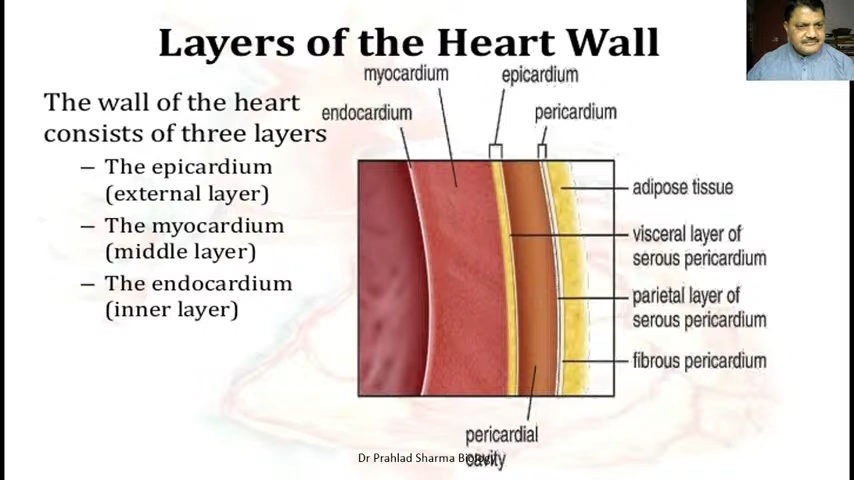 Layers of the Heart Wall
The wall of the heart
consists of three layers
– The epicardium
(external layer)
– The myocardium
(middle layer)
– The endocardium
(inner layer)
myocardium
epicardium
endocardium
pericardium
adipose tissue
visceral layer of
serous pericardium
parietal layer of
serous pericardium
fibrous pericardium
pericardial
cavity
Dr Prahlad Sharma Biology